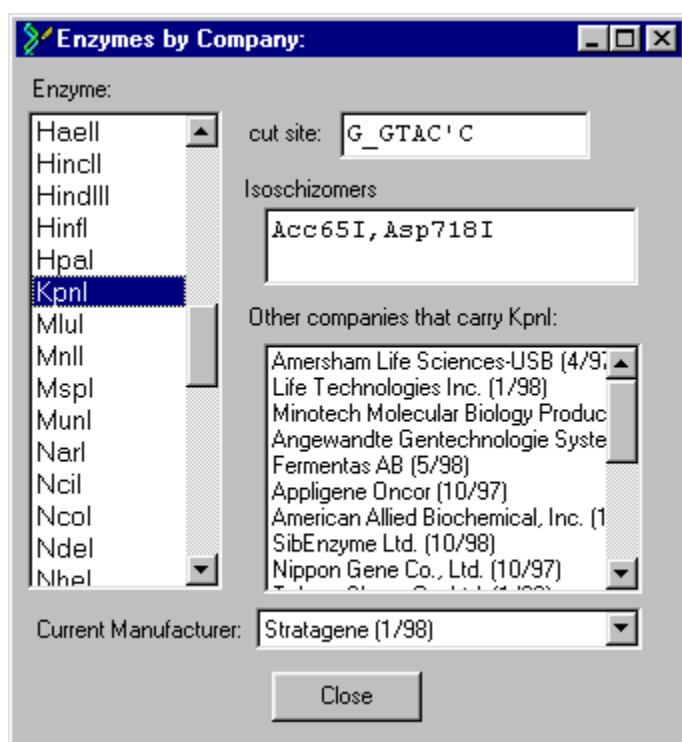 Enzymes by Company:
Enzyme:
HaeII
HincII
HindIII
HinfI
HpaI
KpnI
MluI
MnlI
MspI
MunI
NarI
NciI
NcoI
NdeI
NheI
cut site:
G_GTAC'C
Isoschizomers
Acc65I,Asp718I
Other companies that carry KpnI:
Amersham Life Sciences-USB (4/97
Life Technologies Inc. (1/98)
Minotech Molecular Biology Produc
Angewandte Gentechnologie Syste
Fermentas AB (5/98)
Appligene Oncor (10/97)
American Allied Biochemical, Inc. (1
SibEnzyme Ltd. (10/98)
Nippon Gene Co., Ltd. (10/97)
Current Manufacturer:
Stratagene (1/98)
Close